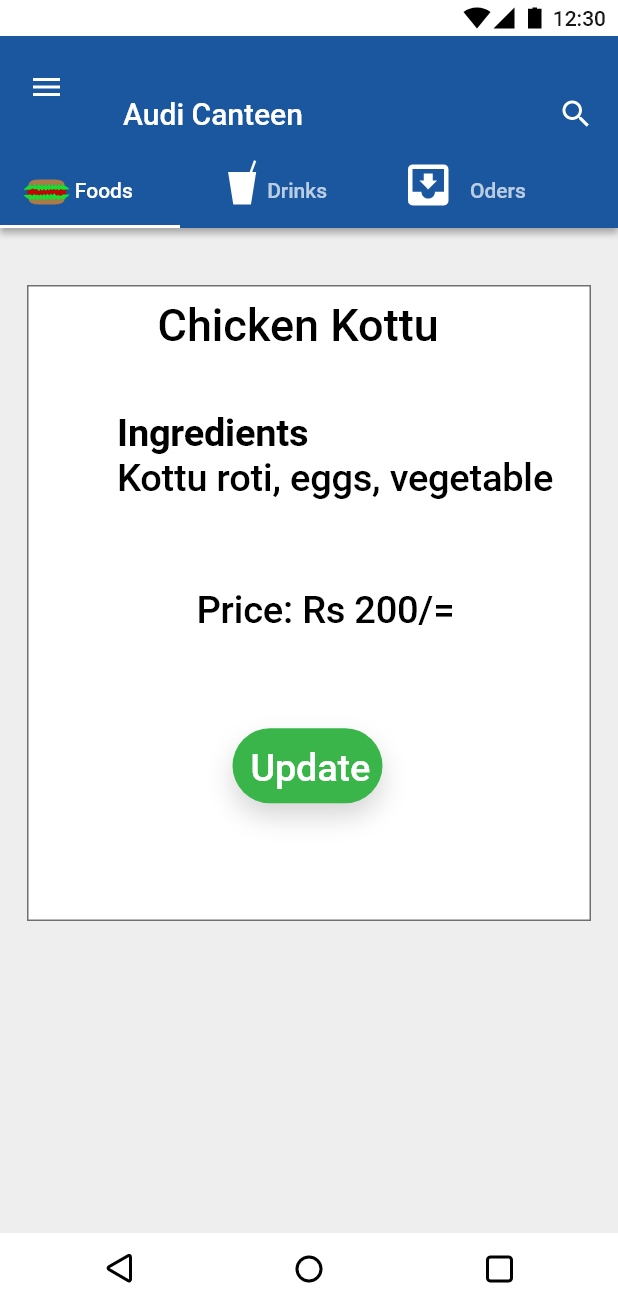 12:30
Audi Canteen
Foods
Drinks
Oders
Chicken Kottu
Ingredients
Kottu roti, eggs, vegetable
Price: Rs 200/=
Update